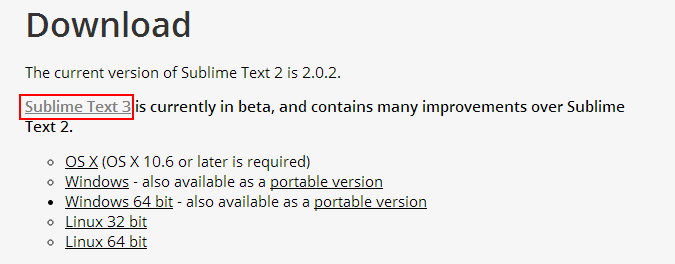 Download
The current version of Sublime Text 2 is 2.0.2.
Sublime Text 3 is currently in beta, and contains many improvements over Sublime
Text 2.
OS X (OS X 10.6 or later is required)
Windows - also available as a portable version
Windows 64 bit - also available as a portable version
Linux 32 bit
Linux 64 bit